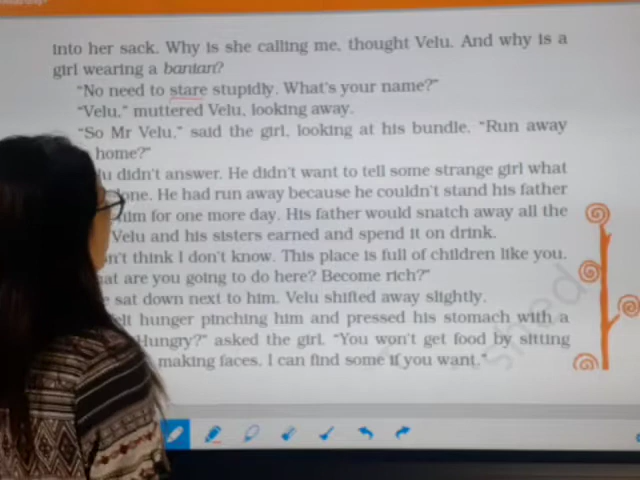 into her sack. Why is she calling me, thought Velu. And why is a
girl wearing a banian?
"No need to stare stupidly. What's your name?"
"Velu," muttered Velu, looking away.
"So Mr Velu," said the girl, looking at his bundle, "Run away
home?"
didn't answer. He didn't want to tell some strange girl what
He had run away because he couldn't stand his father
him for one more day. His father would snatch away all the
Velu and his sisters earned and spend it on drink.
think I don't know. This place is full of children like you.
are you going to do here? Become rich?"
sat down next to him. Velu shifted away slightly.
hunger pinching him and pressed his stomach with a
Hungry?" asked the girl. "You won't get food by sitting
making faces. I can find some if you want."